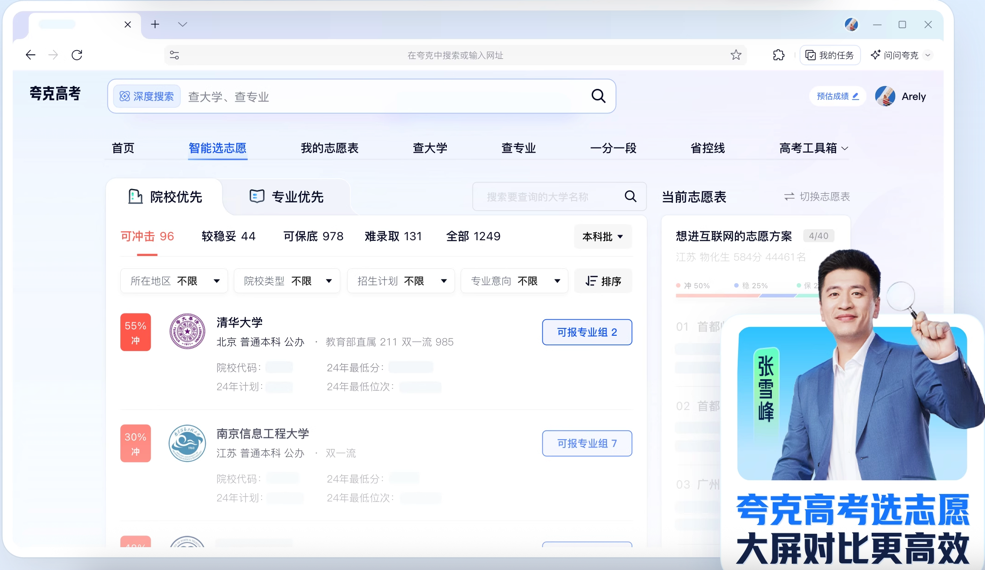 在夸克中搜索或输入网址
我的任务
问问夸克
夸克高考
深度搜索
查大学、查专业
预估成绩
Arely
首页
智能选志愿
我的志愿表
查大学
查专业
一分一段
省控线
高考工具箱
院校优先
专业优先
搜索要查询的大学名称
当前志愿表
切换志愿表
可冲击 96
较稳妥 44
可保底 978
难录取 131
全部 1249
本科批
想进互联网的志愿方案
4/40
江苏 物化生 584分 44461名
冲 50%
稳 25%
保 2
所在地区 不限
院校类型 不限
招生计划 不限
专业意向 不限
排序
55%
冲
清华大学
北京 普通本科 公办 · 教育部直属 211 双一流 985
院校代码：
24年最低分：
24年计划：
24年最低位次：
可报专业组 2
01 首都
30%
冲
南京信息工程大学
江苏 普通本科 公办 · 双一流
院校代码：
24年最低分：
24年计划：
24年最低位次：
可报专业组 7
02 首都
03 广州
张雪峰
夸克高考选志愿
大屏对比更高效